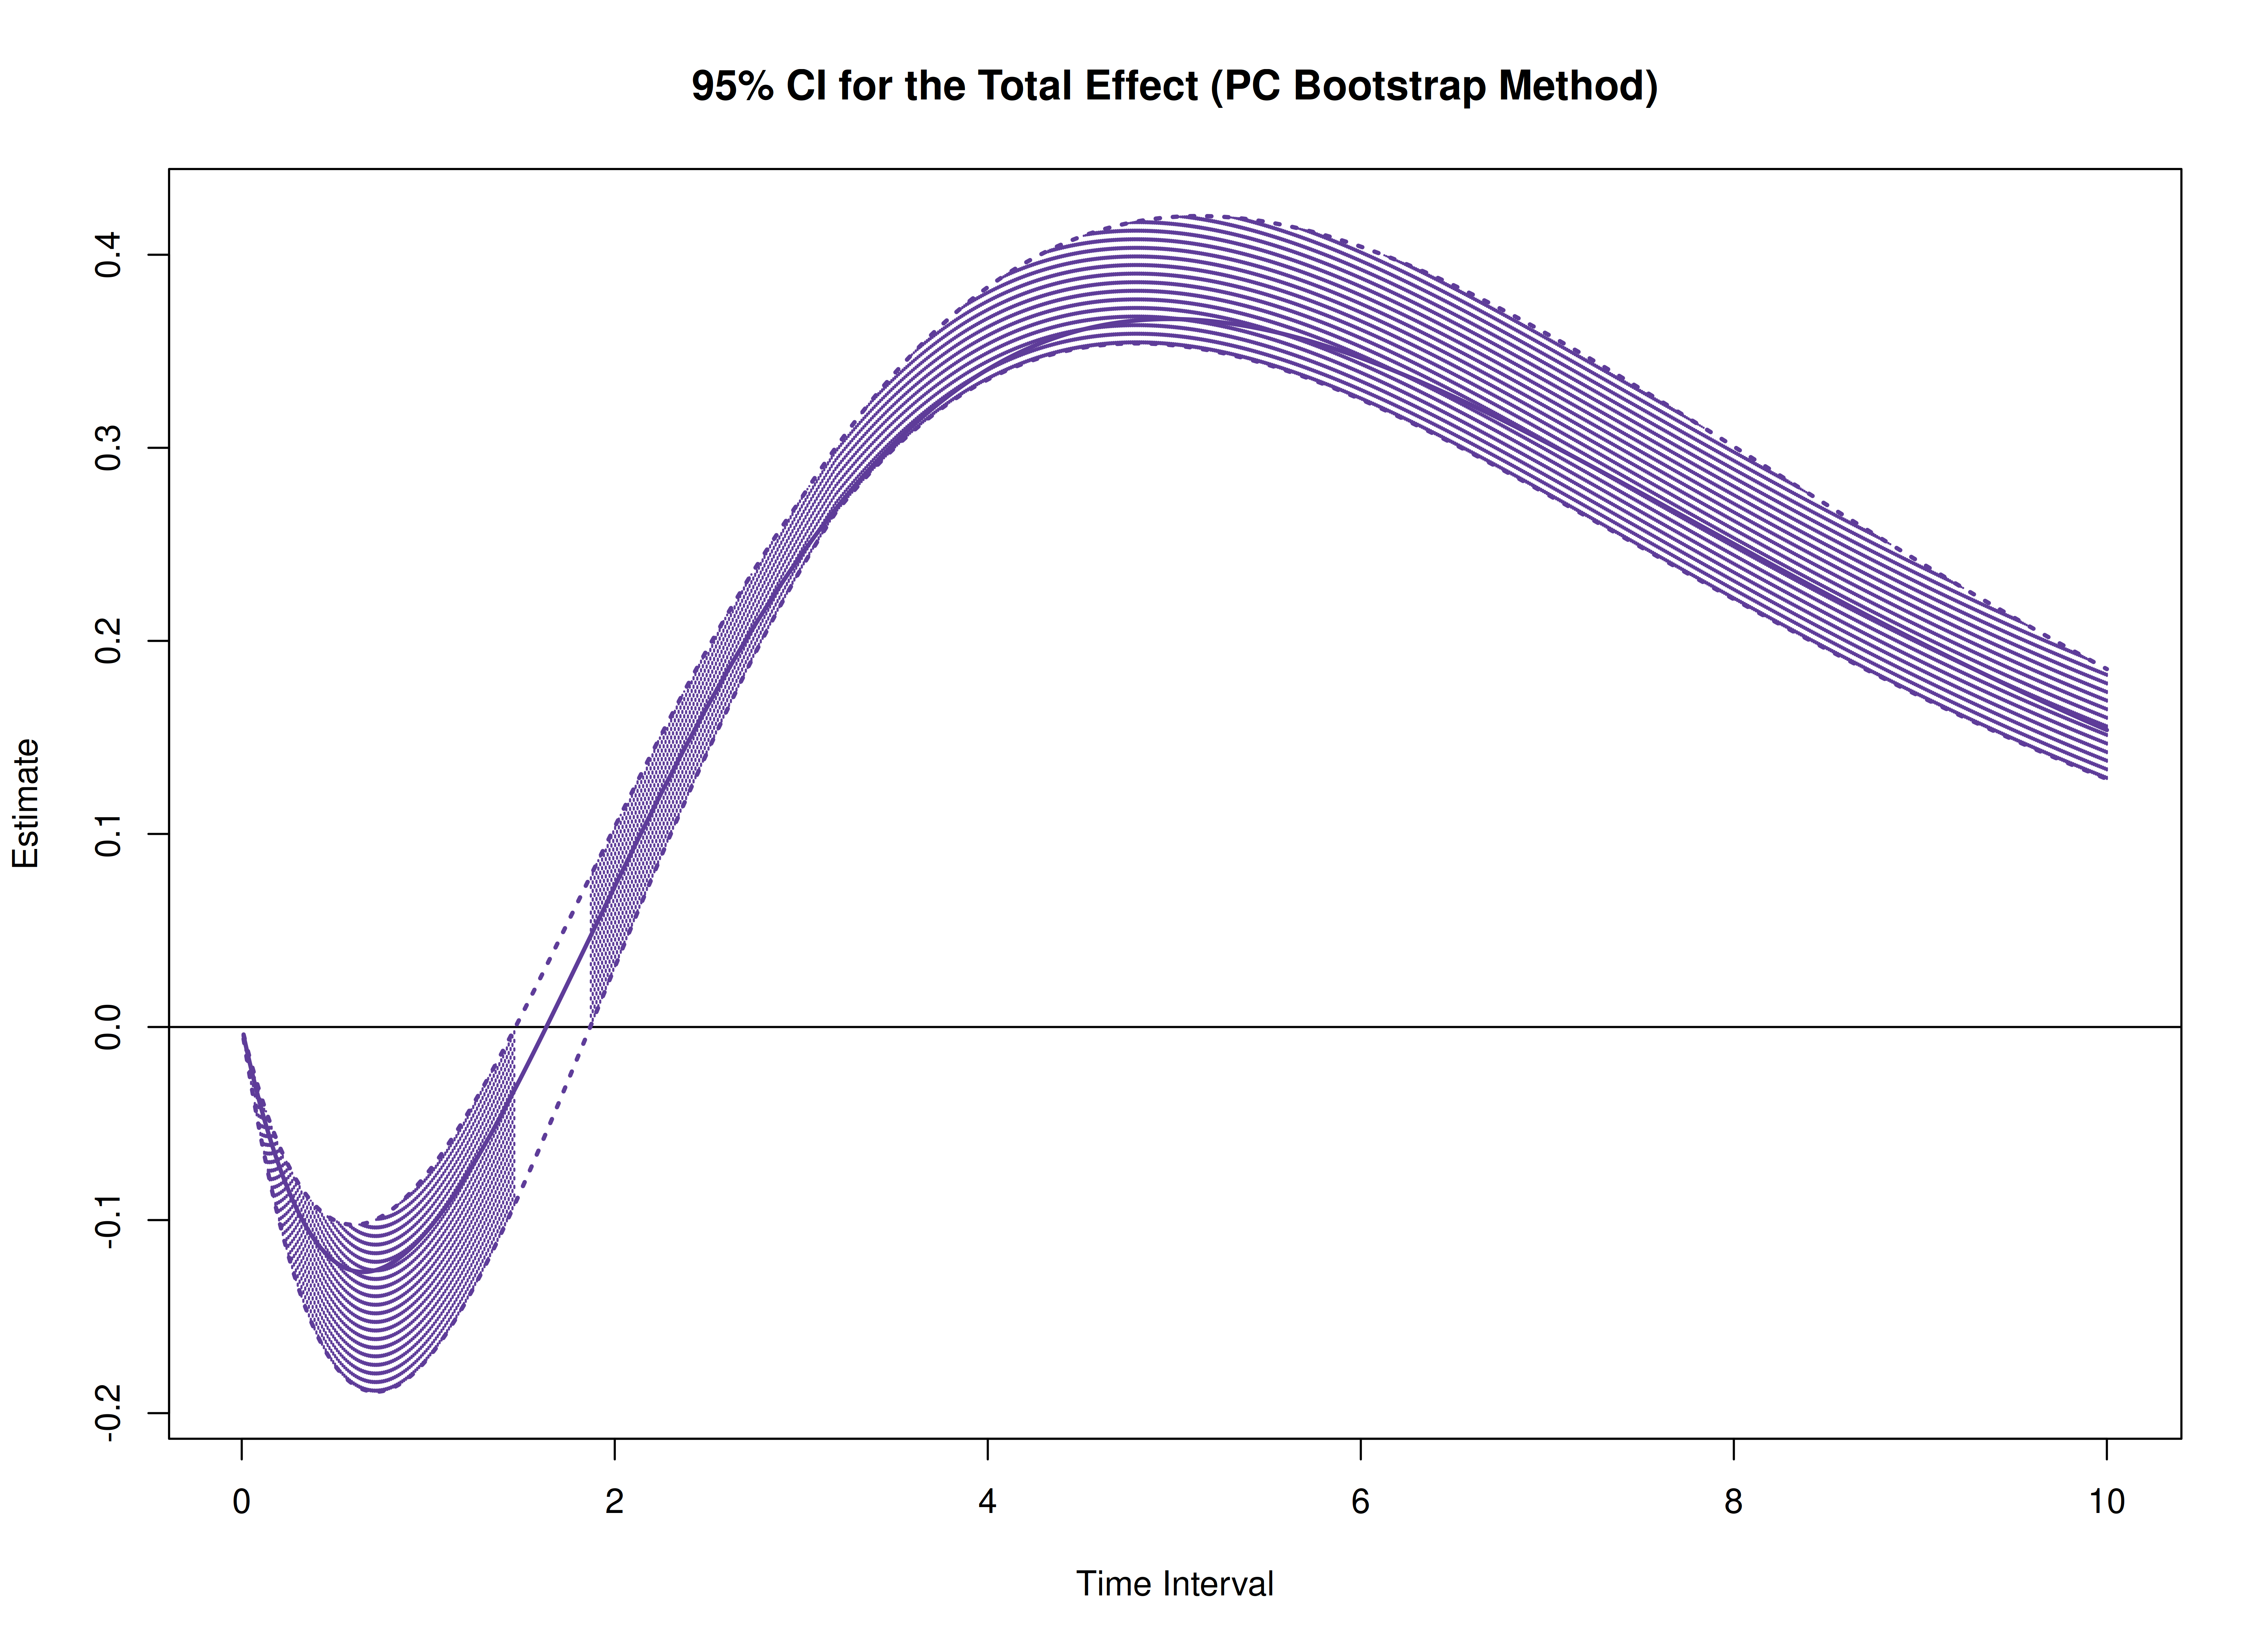 95% CI for the Total Effect (PC Bootstrap Method)
0.4
0.3
0.2
0.1
0.0
-0.1
-0.2
Estimate
0 2 4 6 8 10
Time Interval